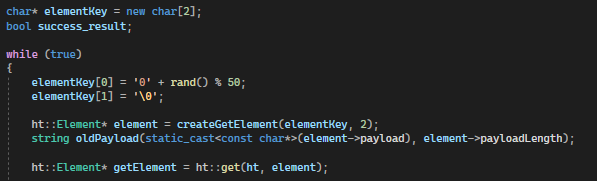 char* elementKey = new char[2];
bool success_result;
while (true)
{
elementKey[0] = '0' + rand() % 50;
elementKey[1] = '\0';
ht::Element* element = createGetElement(elementKey, 2);
string oldPayload(static_cast<const char*>(element->payload), element->payloadLength);
ht::Element* getElement = ht::get(ht, element);